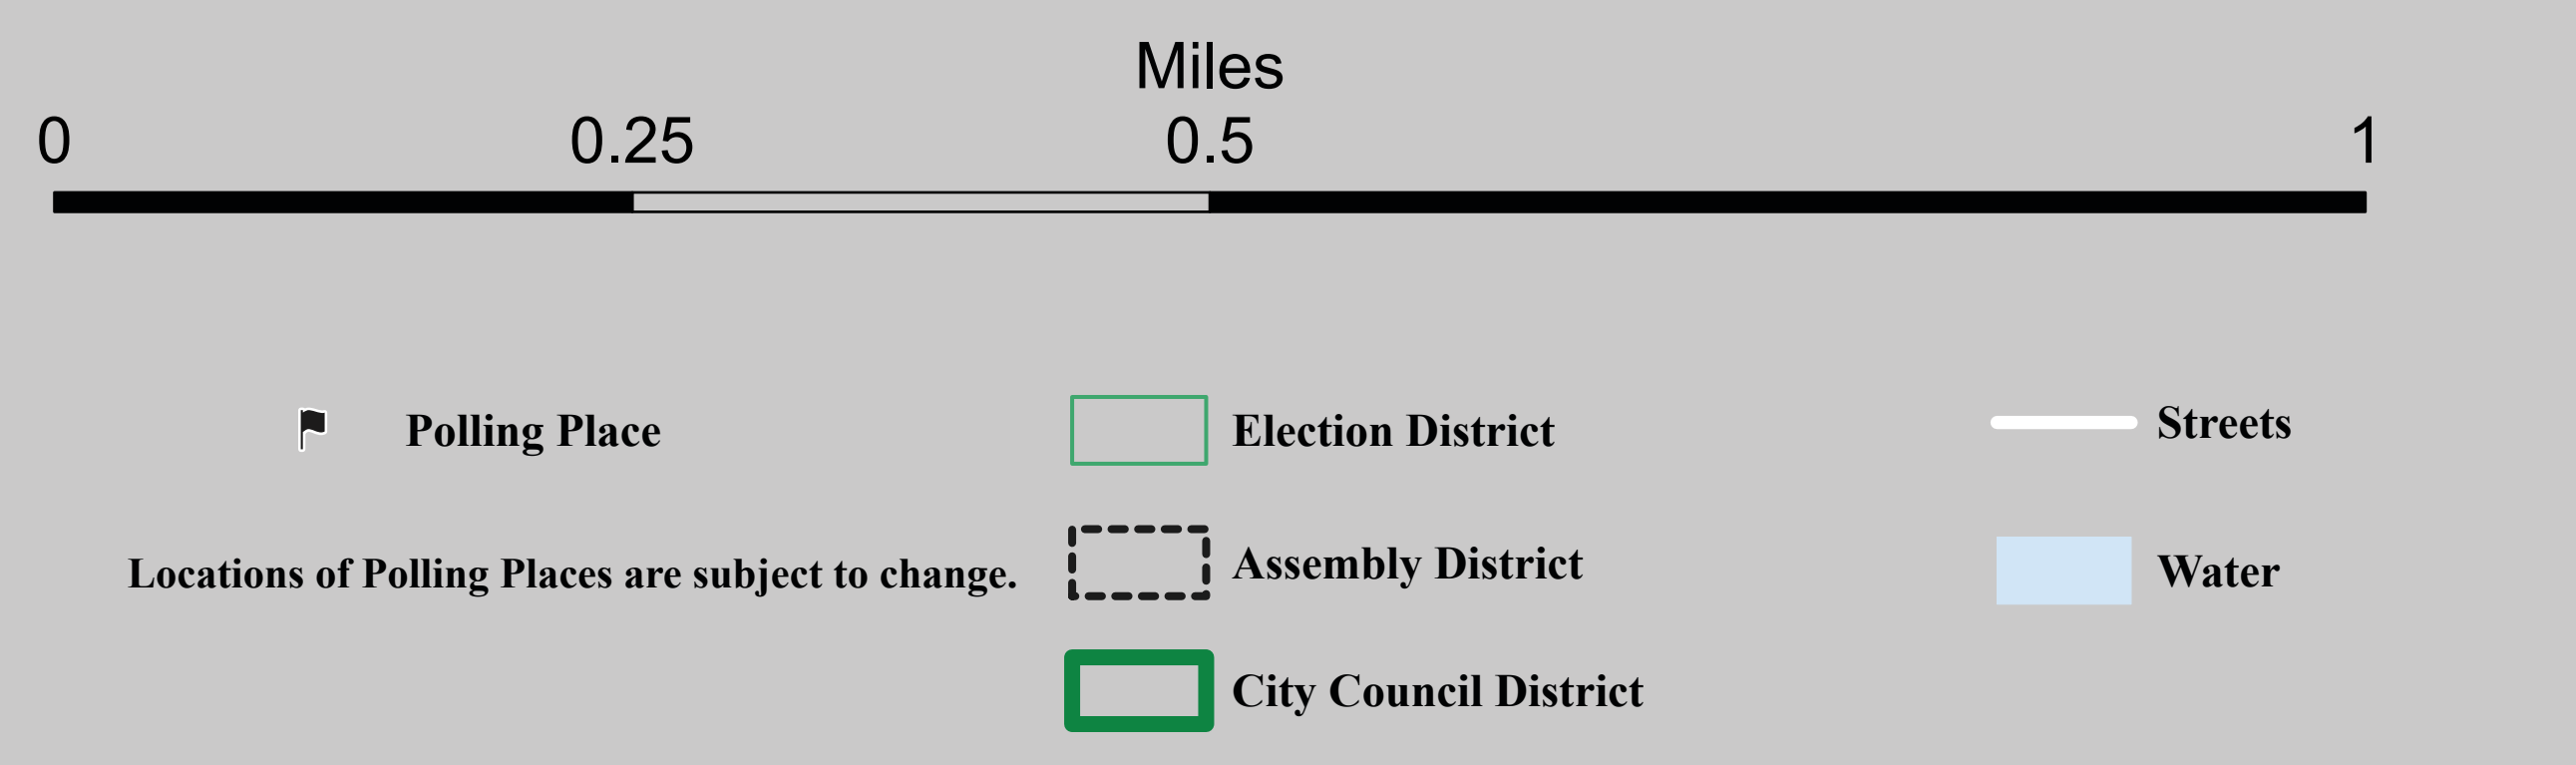 Miles
0 0.25 0.5 1
Polling Place
Locations of Polling Places are subject to change.
Election District
Assembly District
City Council District
Streets
Water